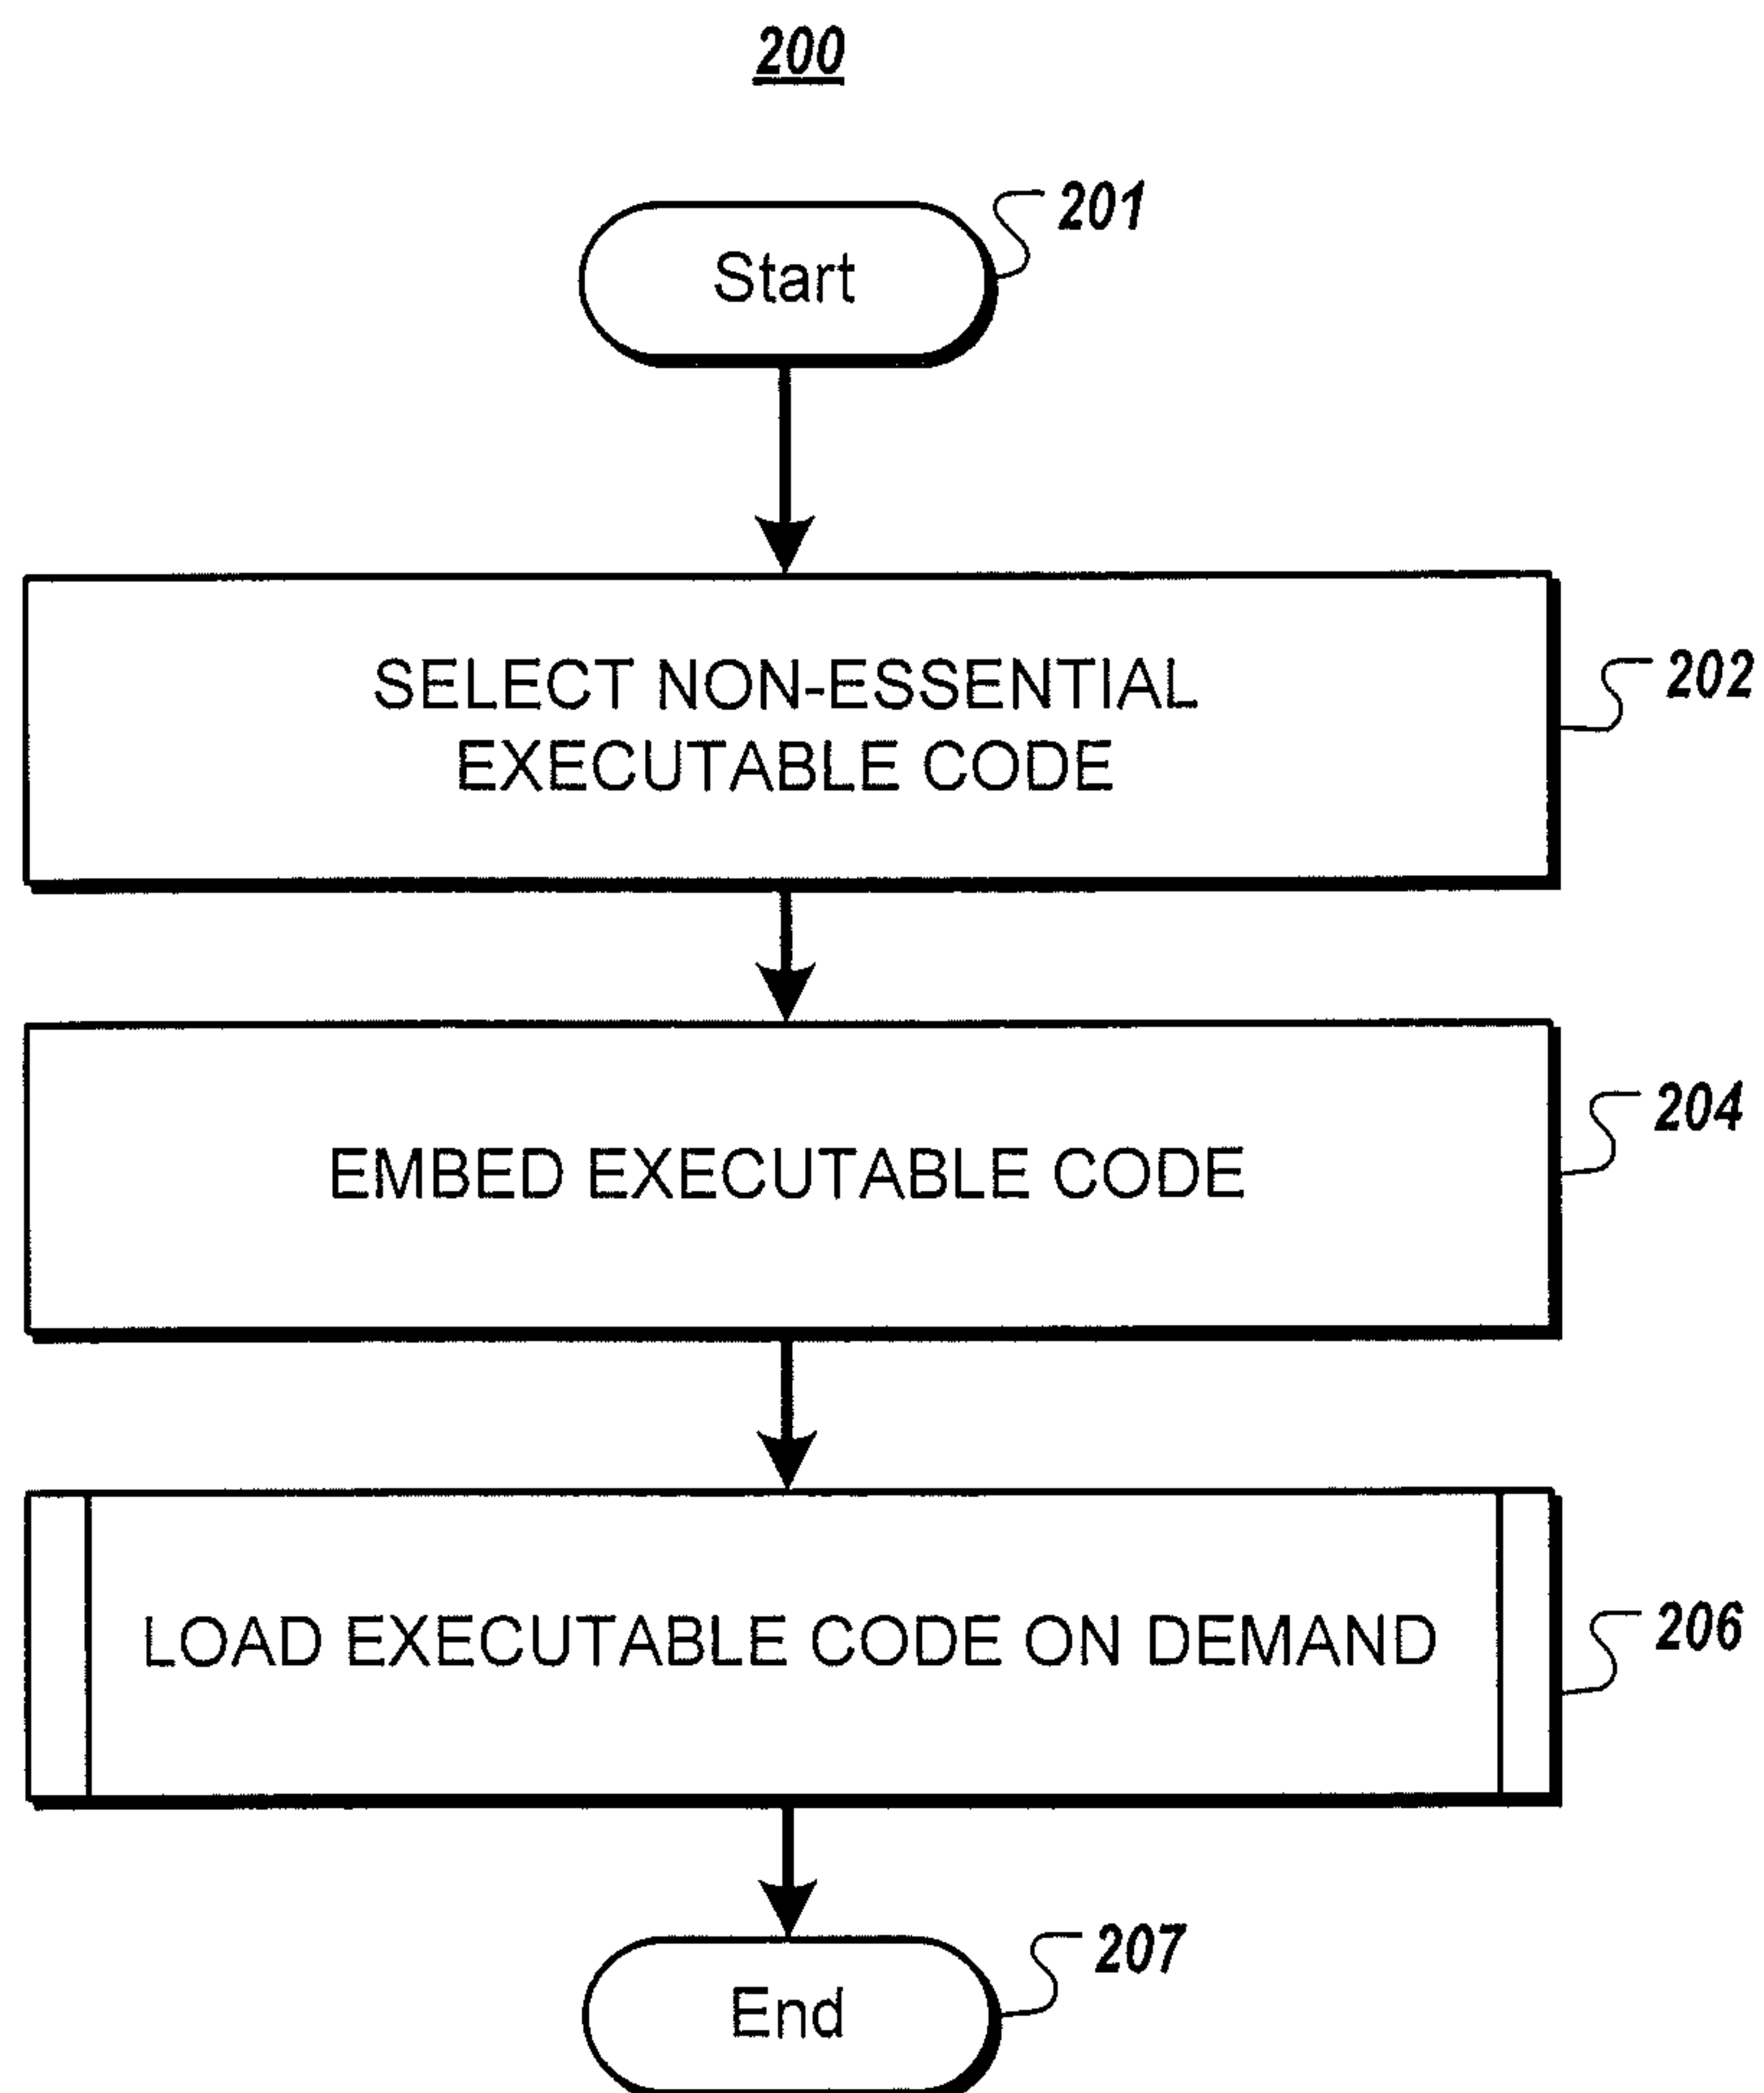 200
201
Start
SELECT NON-ESSENTIAL
EXECUTABLE CODE
202
EMBED EXECUTABLE CODE
204
LOAD EXECUTABLE CODE ON DEMAND
206
End
207